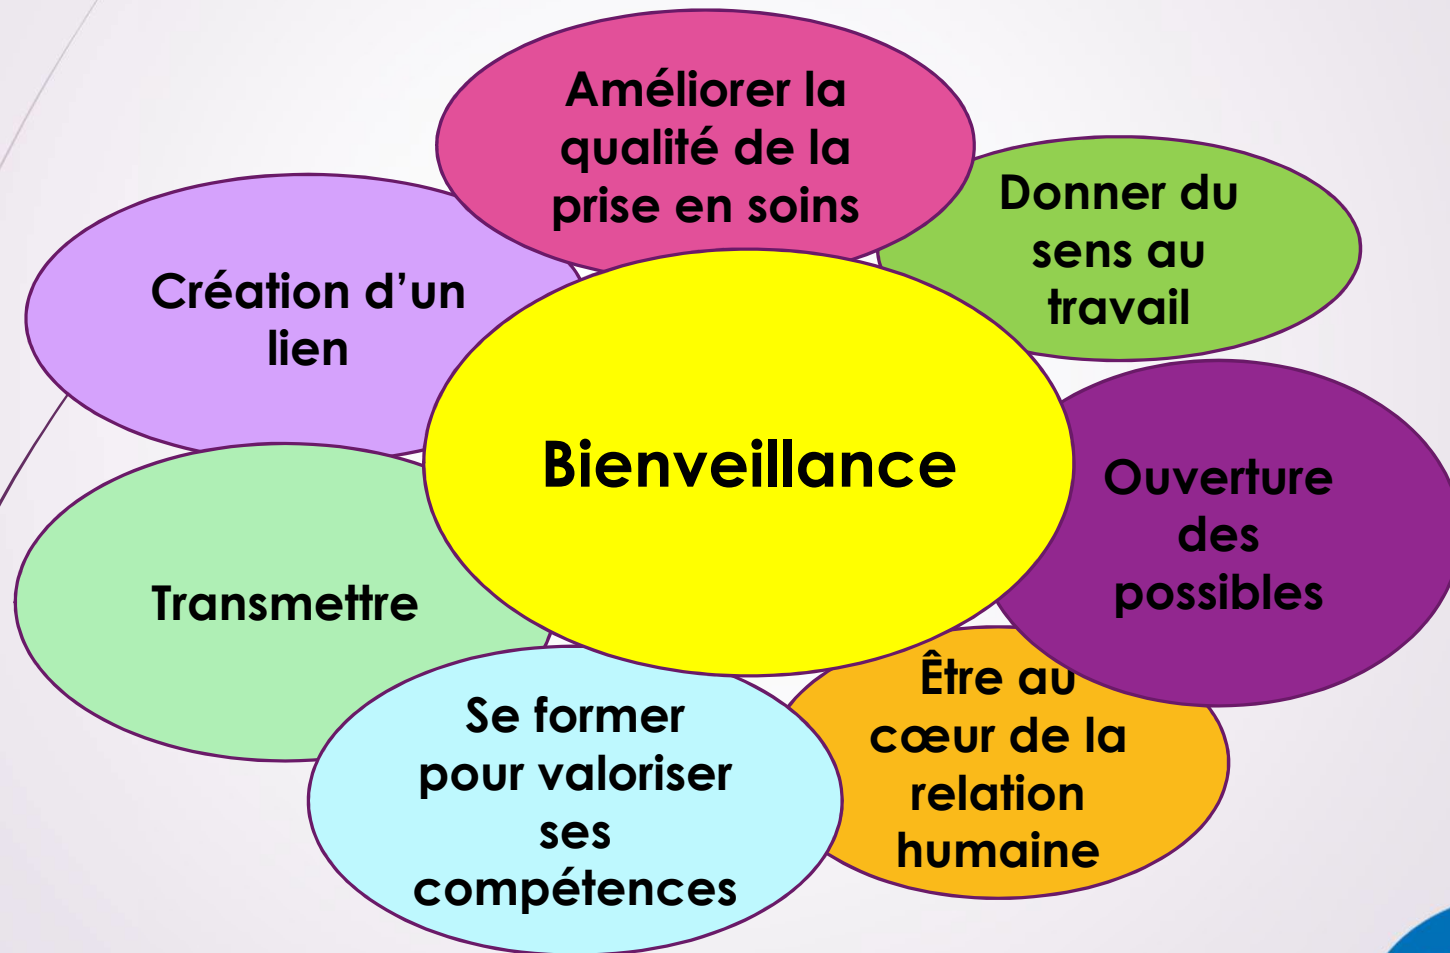 Améliorer la
qualité de la
prise en soins
Donner du
sens au
travail
Création d’un
lien
Bienveillance
Ouverture
des
possibles
Transmettre
Être au
cœur de la
relation
humaine
Se former
pour valoriser
ses
compétences